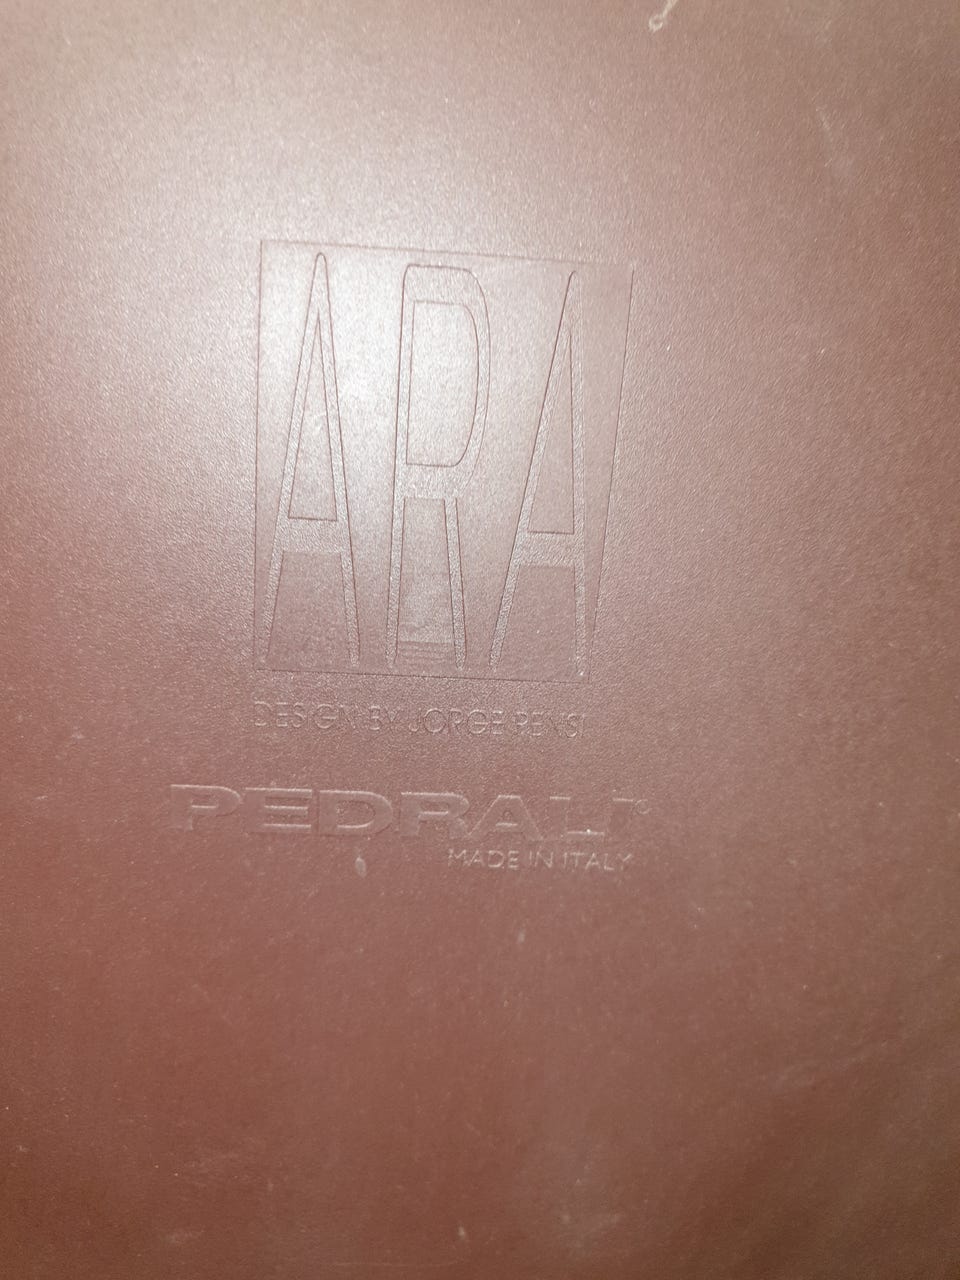 ARA
DESIGN BY JORGE PENSI
PEDRALI®
MADE IN ITALY